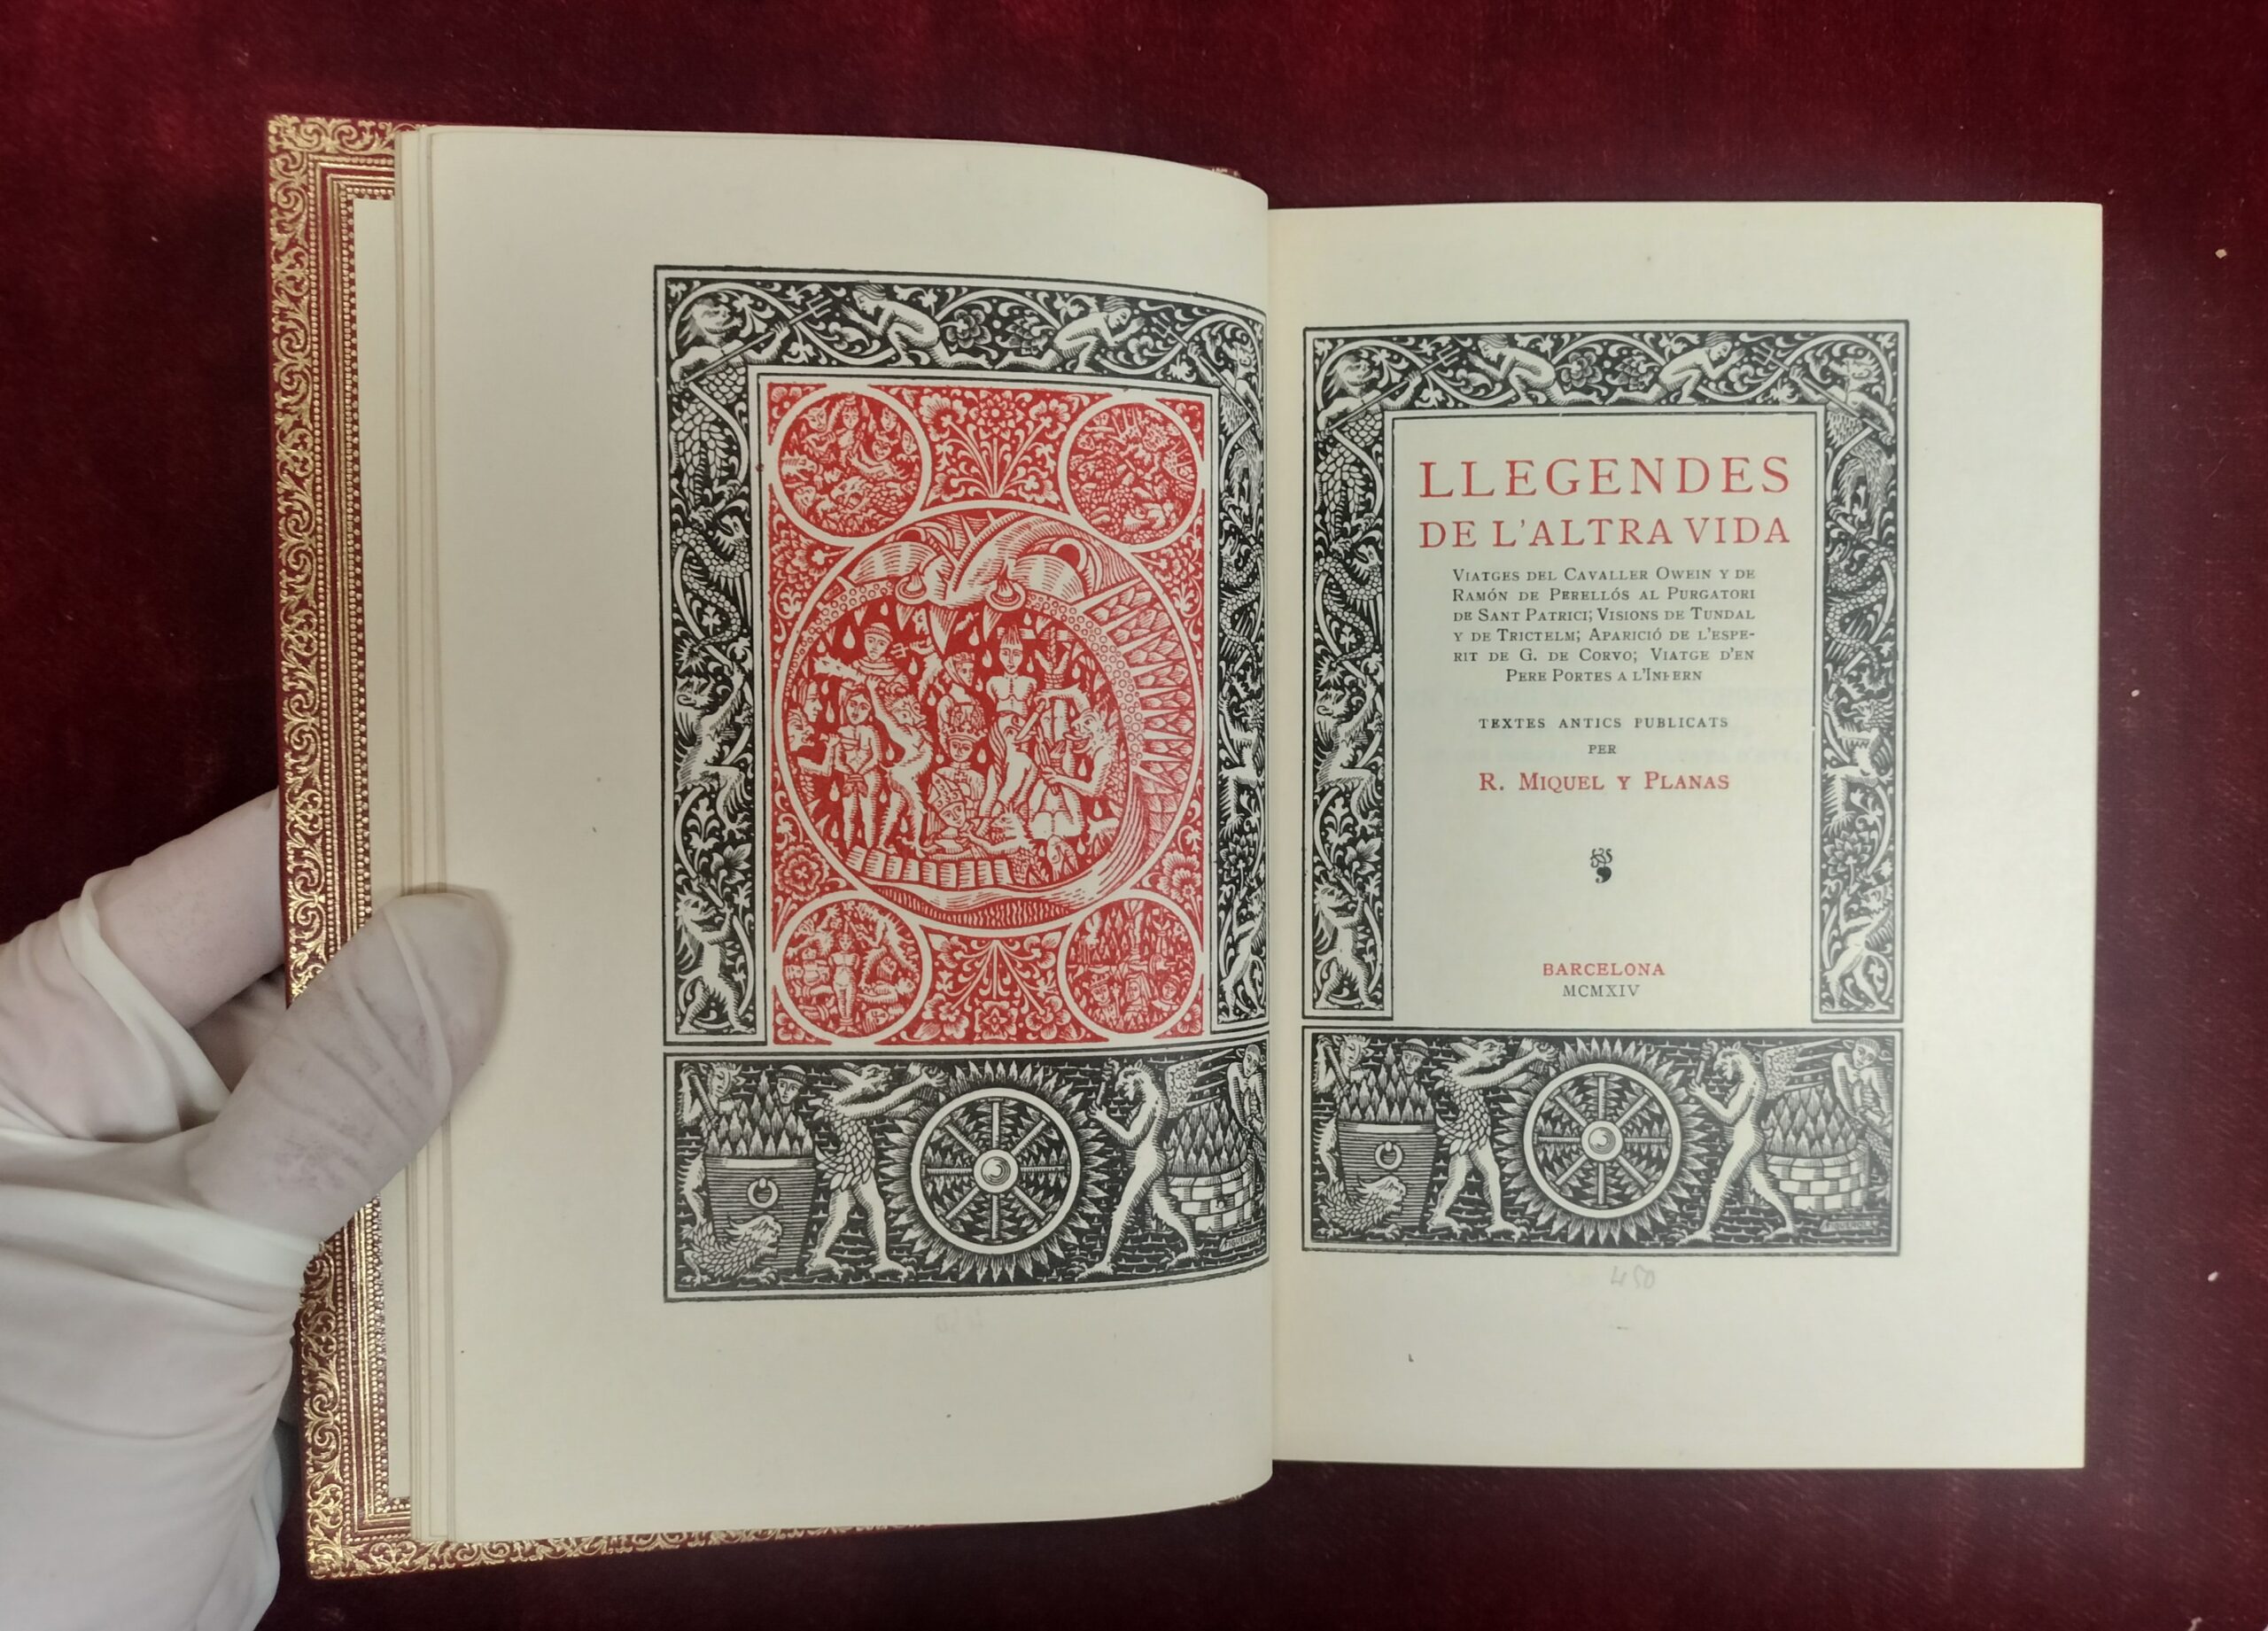 LLEGENDES
DE L'ALTRA VIDA
VIATGES DEL CAVALLER OWEIN Y DE
RAMÓN DE PERELLÓS AL PURGATORI
DE SANT PATRICI; VISIONS DE TUNDAL
Y DE TRICTELM; APARICIÓ DE L'ESPE-
RIT DE G. DE CORVO; VIATGE D'EN
PERE PORTES A L'INFERN
TEXTES ANTICS PUBLICATS
PER
R. MIQUEL Y PLANAS
BARCELONA
MCMXIV
FIGUEROLA
450